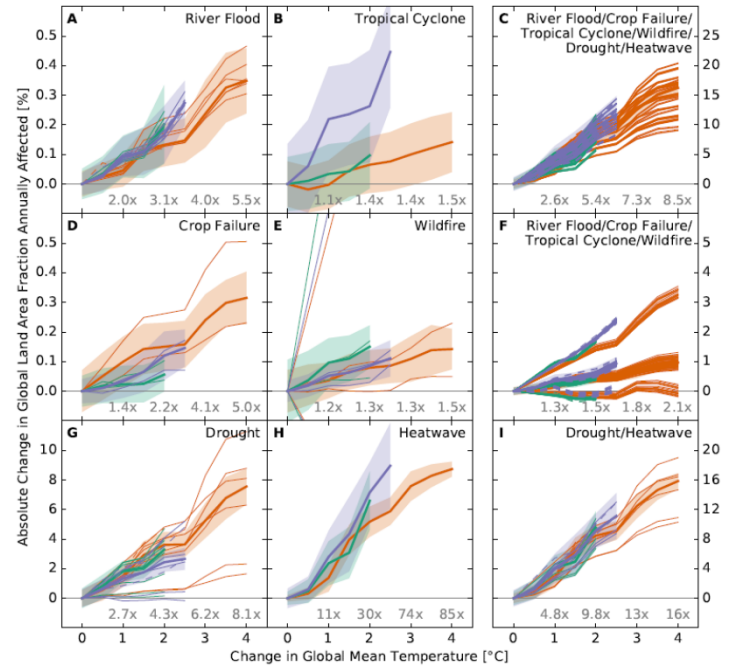 A River Flood
B Tropical Cyclone
C River Flood/Crop Failure/
Tropical Cyclone/Wildfire/
Drought/Heatwave
0.5
0.4
0.3
0.2
0.1
0.0
25
20
15
10
5
0
2.0x 3.1x 4.0x 5.5x
1.1x 1.4x 1.4x 1.5x
2.6x 5.4x 7.3x 8.5x
D Crop Failure
E Wildfire
F River Flood/Crop Failure/
Tropical Cyclone/Wildfire
0.5
0.4
0.3
0.2
0.1
0.0
5
4
3
2
1
0
1.4x 2.2x 4.1x 5.0x
1.2x 1.3x 1.3x 1.5x
1.3x 1.5x 1.8x 2.1x
G Drought
H Heatwave
I Drought/Heatwave
10
8
6
4
2
0
20
16
12
8
4
0
2.7x 4.3x 6.2x 8.1x
11x 30x 74x 85x
4.8x 9.8x 13x 16x
0 1 2 3 4
0 1 2 3 4
0 1 2 3 4
Change in Global Mean Temperature [°C]
Absolute Change in Global Land Area Fraction Annually Affected [%]